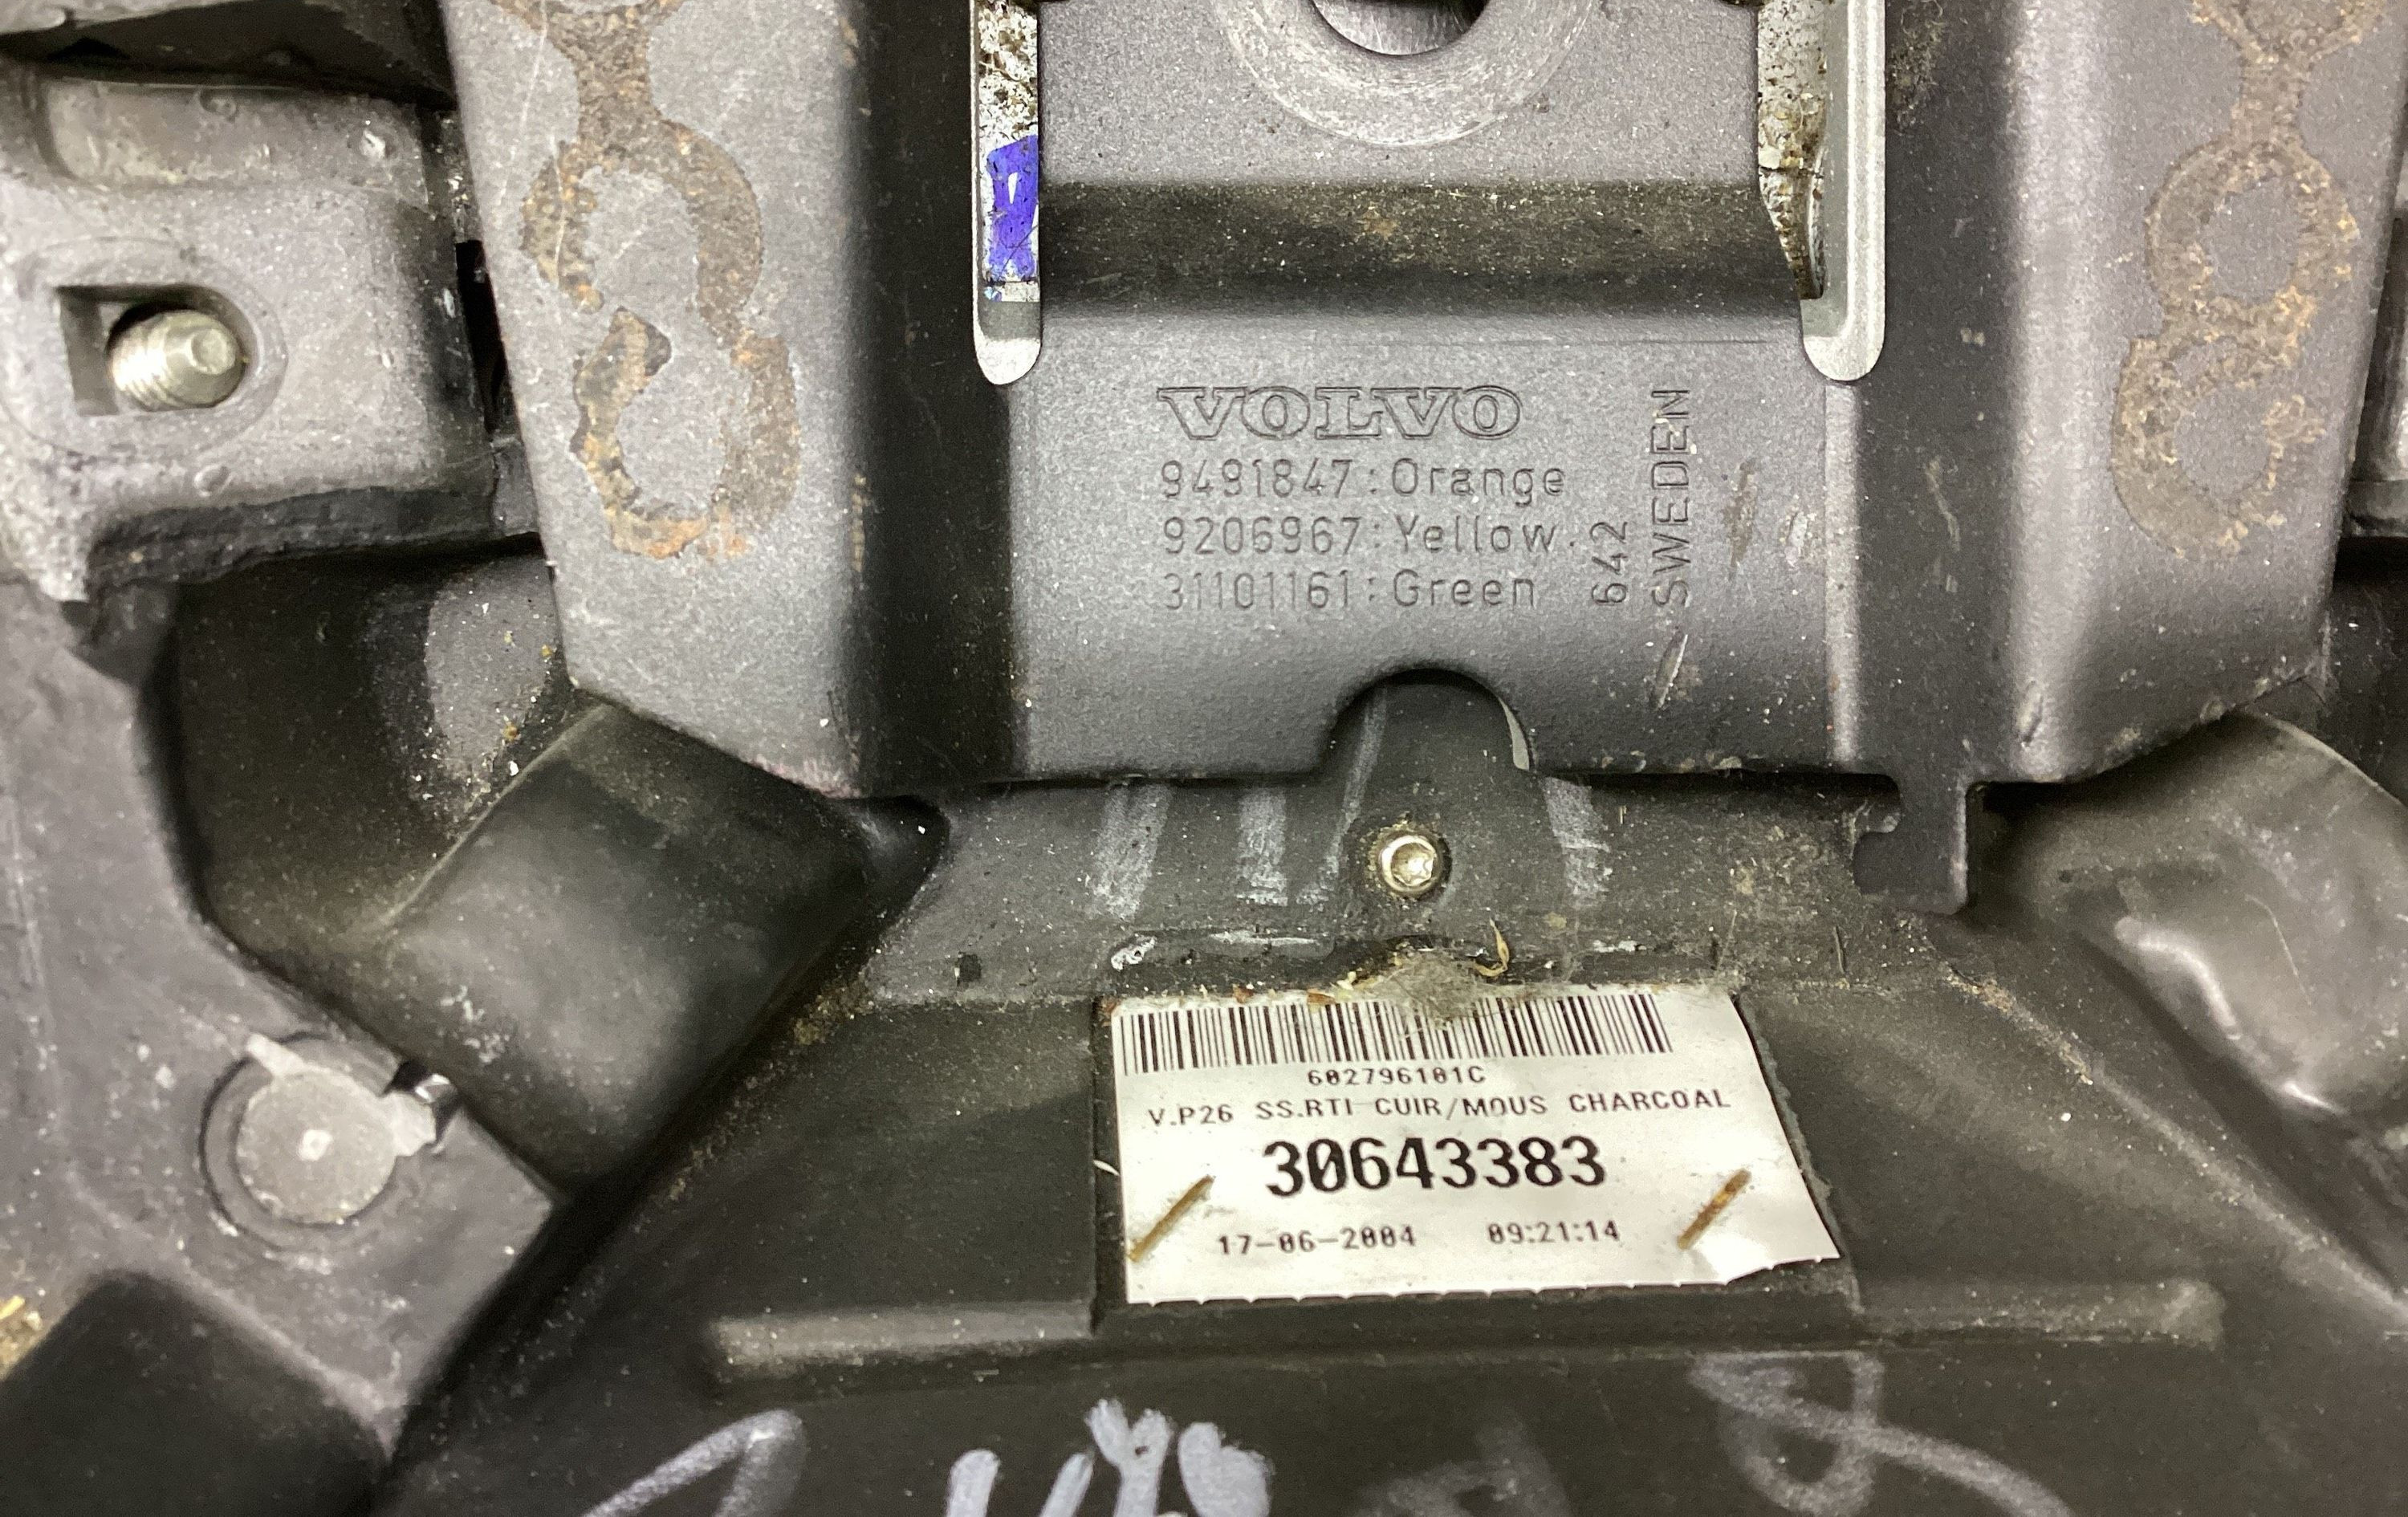 VOLVO
9491847:Orange
9206967:Yellow.
31101161:Green
642
SWEDEN
602796101C
V.P26 SS.RTI CUIR/MOUS CHARCOAL
30643383
17-06-2004 09:21:14